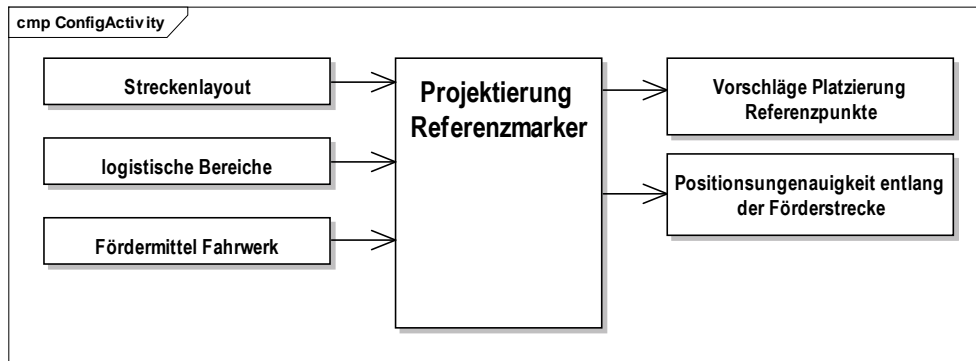 cmp ConfigActivity
Streckenlayout
logistische Bereiche
Fördermittel Fahrwerk
Projektierung
Referenzmarker
Vorschläge Platzierung
Referenzpunkte
Positionsungenauigkeit entlang
der Förderstrecke